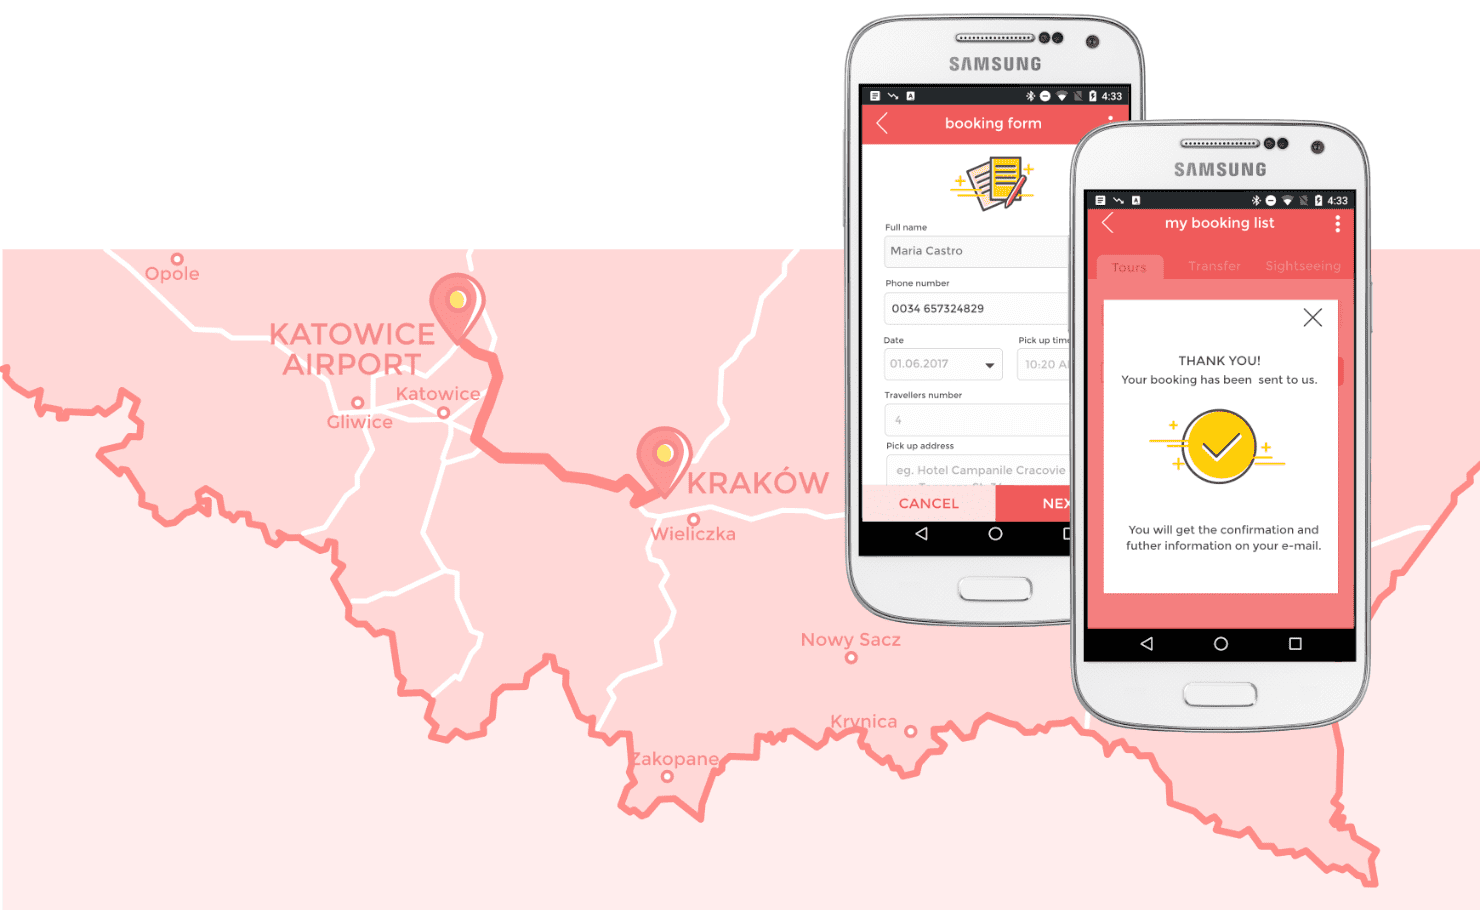 Opole
KATOWICE
AIRPORT
Katowice
Gliwice
KRAKÓW
Wieliczka
Nowy Sacz
Krynica
Zakopane
SAMSUNG
4:33
booking form
Full name
Maria Castro
Phone number
0034 657324829
Date
Pick up time
01.06.2017
10:20 A
Travellers number
4
Pick up address
eg. Hotel Campanile Cracovie
CANCEL
NEX
SAMSUNG
4:33
my booking list
Tours
Transfer
Sightseeing
THANK YOU!
Your booking has been sent to us.
You will get the confirmation and
futher information on your e-mail.